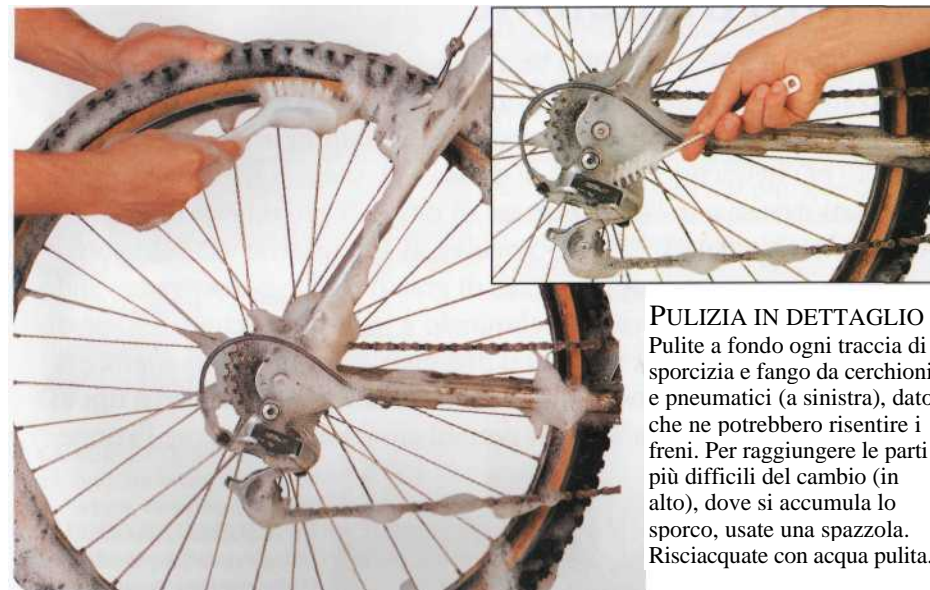 PULIZIA IN DETTAGLIO
Pulite a fondo ogni traccia di
sporcizia e fango da cerchioni
e pneumatici (a sinistra), dato
che ne potrebbero risentire i
freni. Per raggiungere le parti
più difficili del cambio (in
alto), dove si accumula lo
sporco, usate una spazzola.
Risciacquate con acqua pulita.